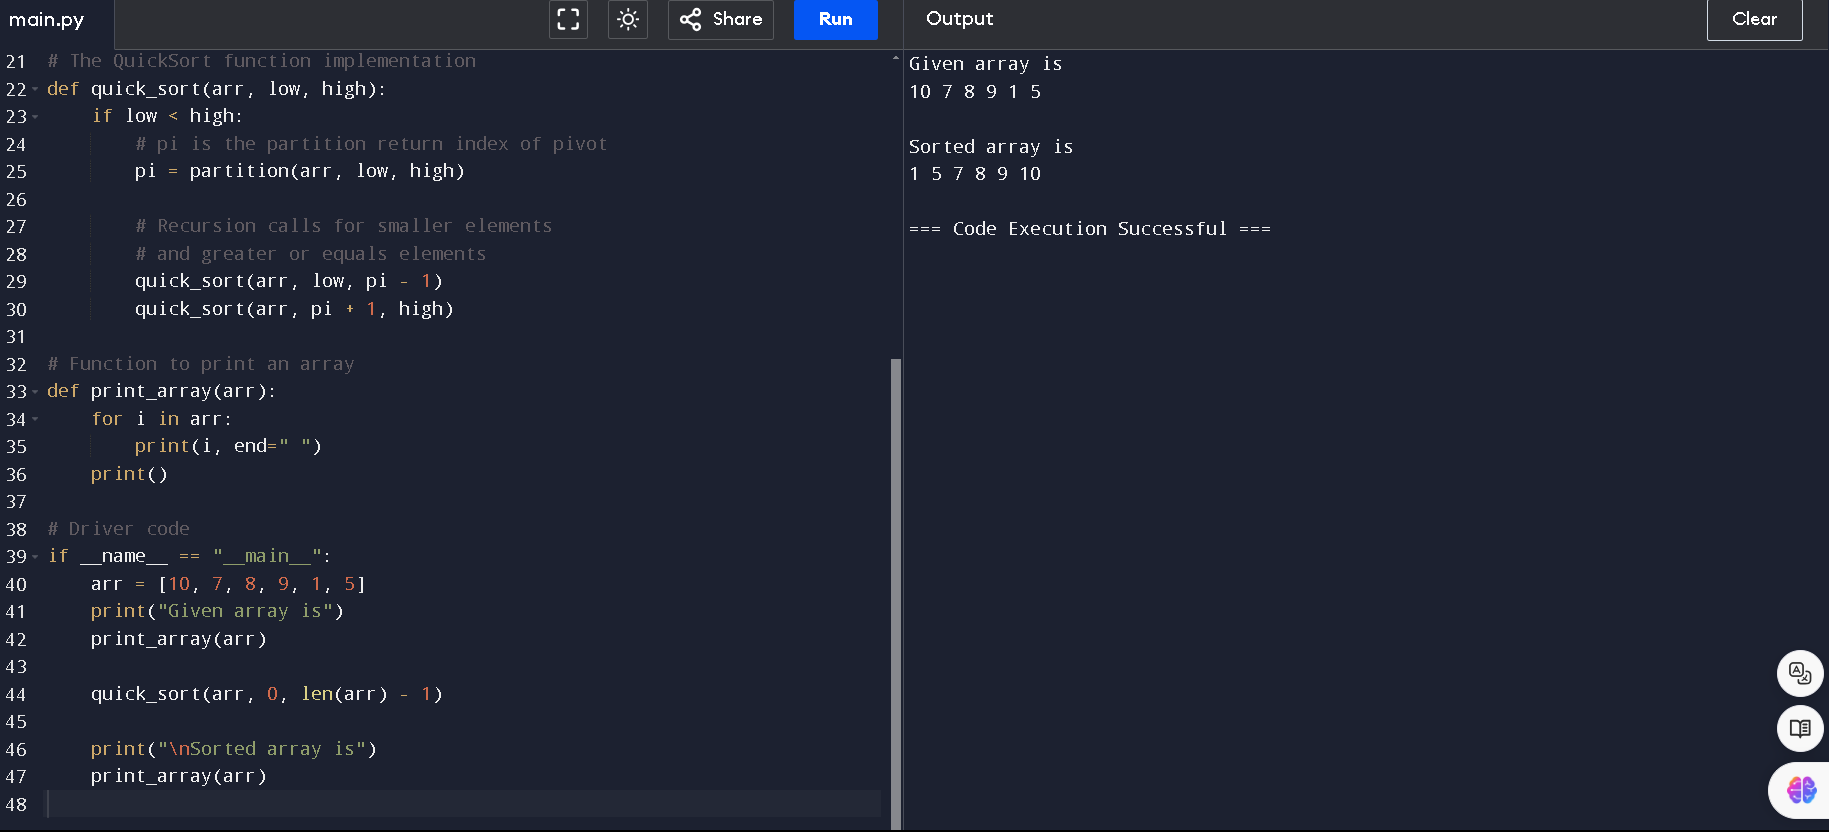 main.py
Share
Run
Output
Clear
21 # The QuickSort function implementation
22 def quick_sort(arr, low, high):
23     if low < high:
24         # pi is the partition return index of pivot
25         pi = partition(arr, low, high)
26
27         # Recursion calls for smaller elements
28         # and greater or equals elements
29         quick_sort(arr, low, pi - 1)
30         quick_sort(arr, pi + 1, high)
31
32 # Function to print an array
33 def print_array(arr):
34     for i in arr:
35         print(i, end=" ")
36     print()
37
38 # Driver code
39 if __name__ == "__main__":
40     arr = [10, 7, 8, 9, 1, 5]
41     print("Given array is")
42     print_array(arr)
43
44     quick_sort(arr, 0, len(arr) - 1)
45
46     print("\nSorted array is")
47     print_array(arr)
48
Given array is
10 7 8 9 1 5
Sorted array is
1 5 7 8 9 10
=== Code Execution Successful ===